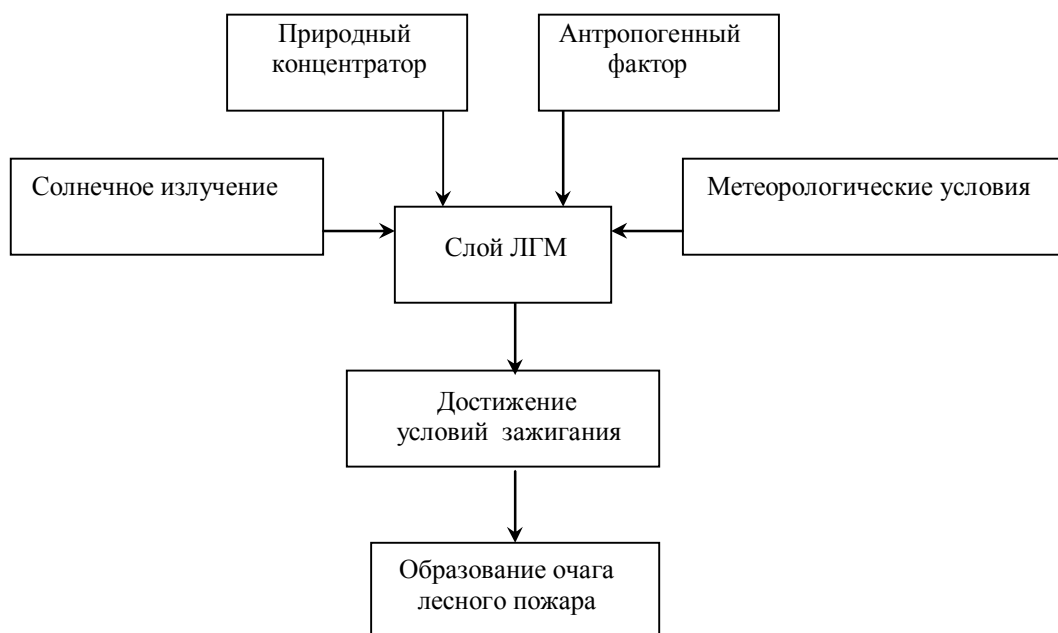 Природный
концентратор
Антропогенный
фактор
Солнечное излучение
Метеорологические условия
Слой ЛГМ
Достижение
условий зажигания
Образование очага
лесного пожара